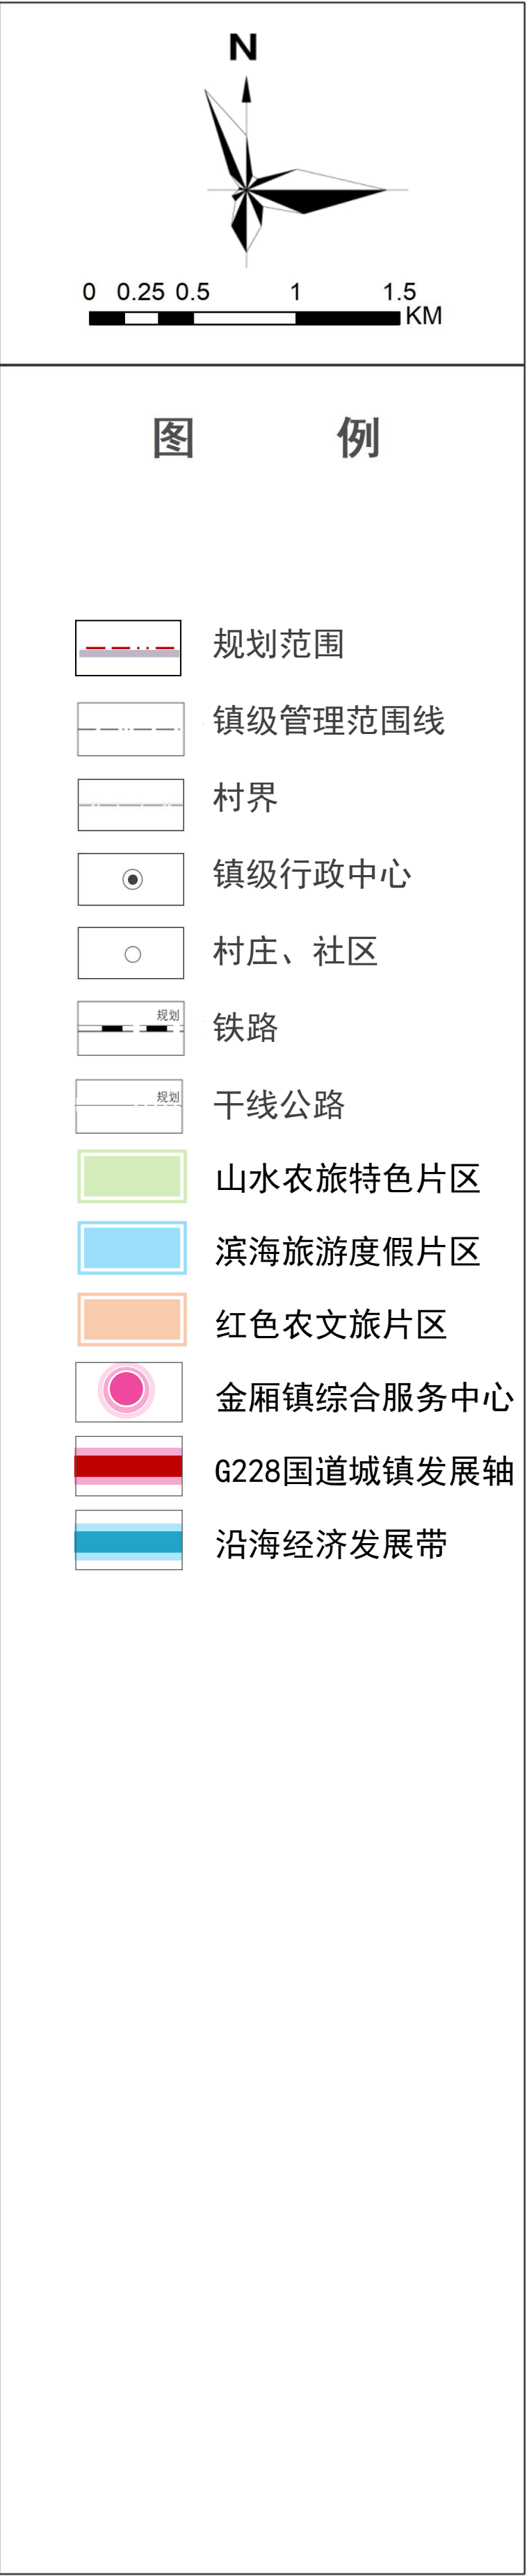 N
0 0.25 0.5 1 1.5
KM
图 例
规划范围
镇级管理范围线
村界
镇级行政中心
村庄、社区
规划
铁路
规划
干线公路
山水农旅特色片区
滨海旅游度假片区
红色农文旅片区
金厢镇综合服务中心
G228国道城镇发展轴
沿海经济发展带